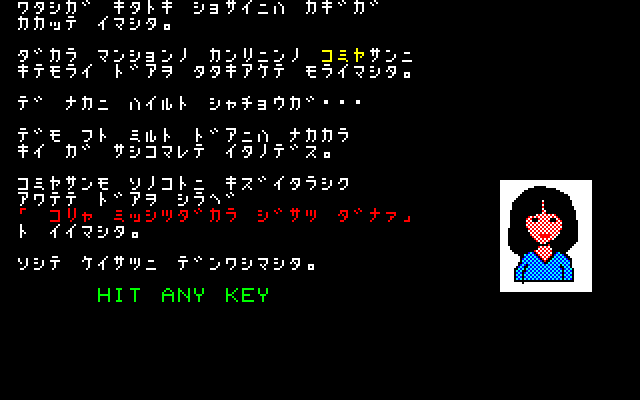 ワタシガ キタトキ ショサイニハ カギガ
カカッテ イマシタ。
ダカラ マンションノ カンリニンノ コミヤサンニ
キテモライ ドアヲ タタキアケテ モライマシタ。
デ ナカニ ハイルト シャチョウガ・・・
デモ フト ミルト ドアニハ ナカカラ
キイ ガ サシコマレテ イタノデス。
コミヤサンモ ソノコトニ キズイタラシク
アワテテ ドアヲ シラベ
「 コリャ ミッシツダカラ ジサツ ダナァ」
ト イイマシタ。
ソシテ ケイサツニ デンワシマシタ。
HIT ANY KEY